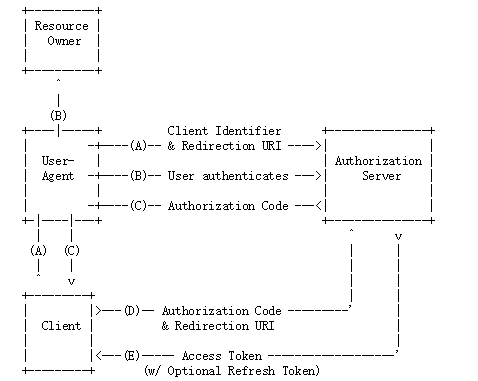 Resource
Owner
(B)
Client Identifier
(A) & Redirection URI
User-
Agent
Authorization
Server
(B) User authenticates
(C) Authorization Code
(A) (C)
v
v
Client
(D) Authorization Code
& Redirection URI
(E) Access Token
(w/ Optional Refresh Token)